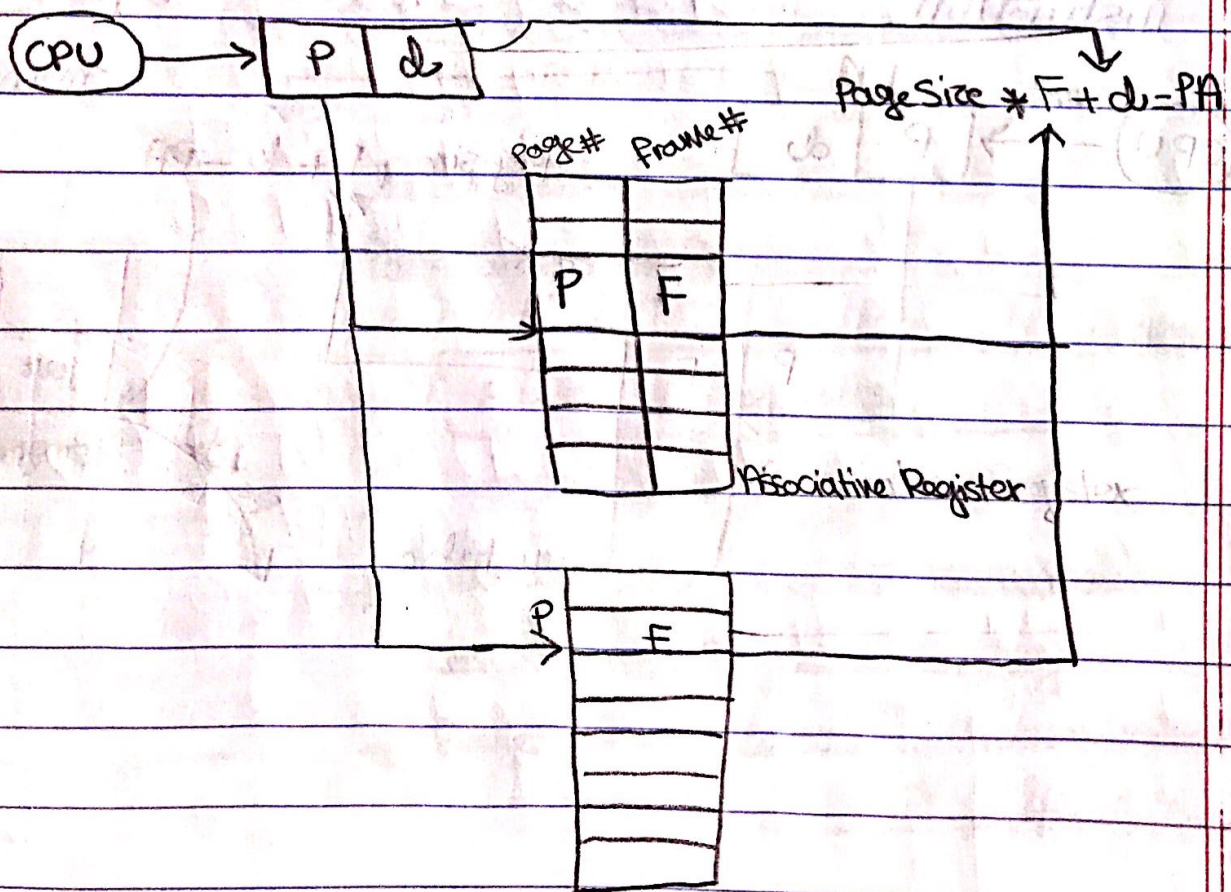 CPU
P d
PageSize * F + d = PA
page# frame#
P F
Associative Register
P
F